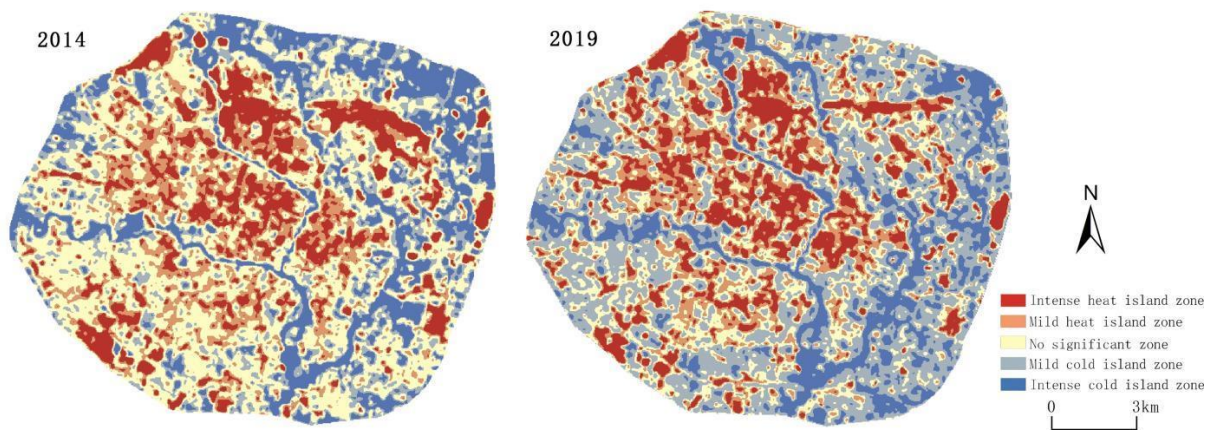 2014
2019
N
Intense heat island zone
Mild heat island zone
No significant zone
Mild cold island zone
Intense cold island zone
0 3km